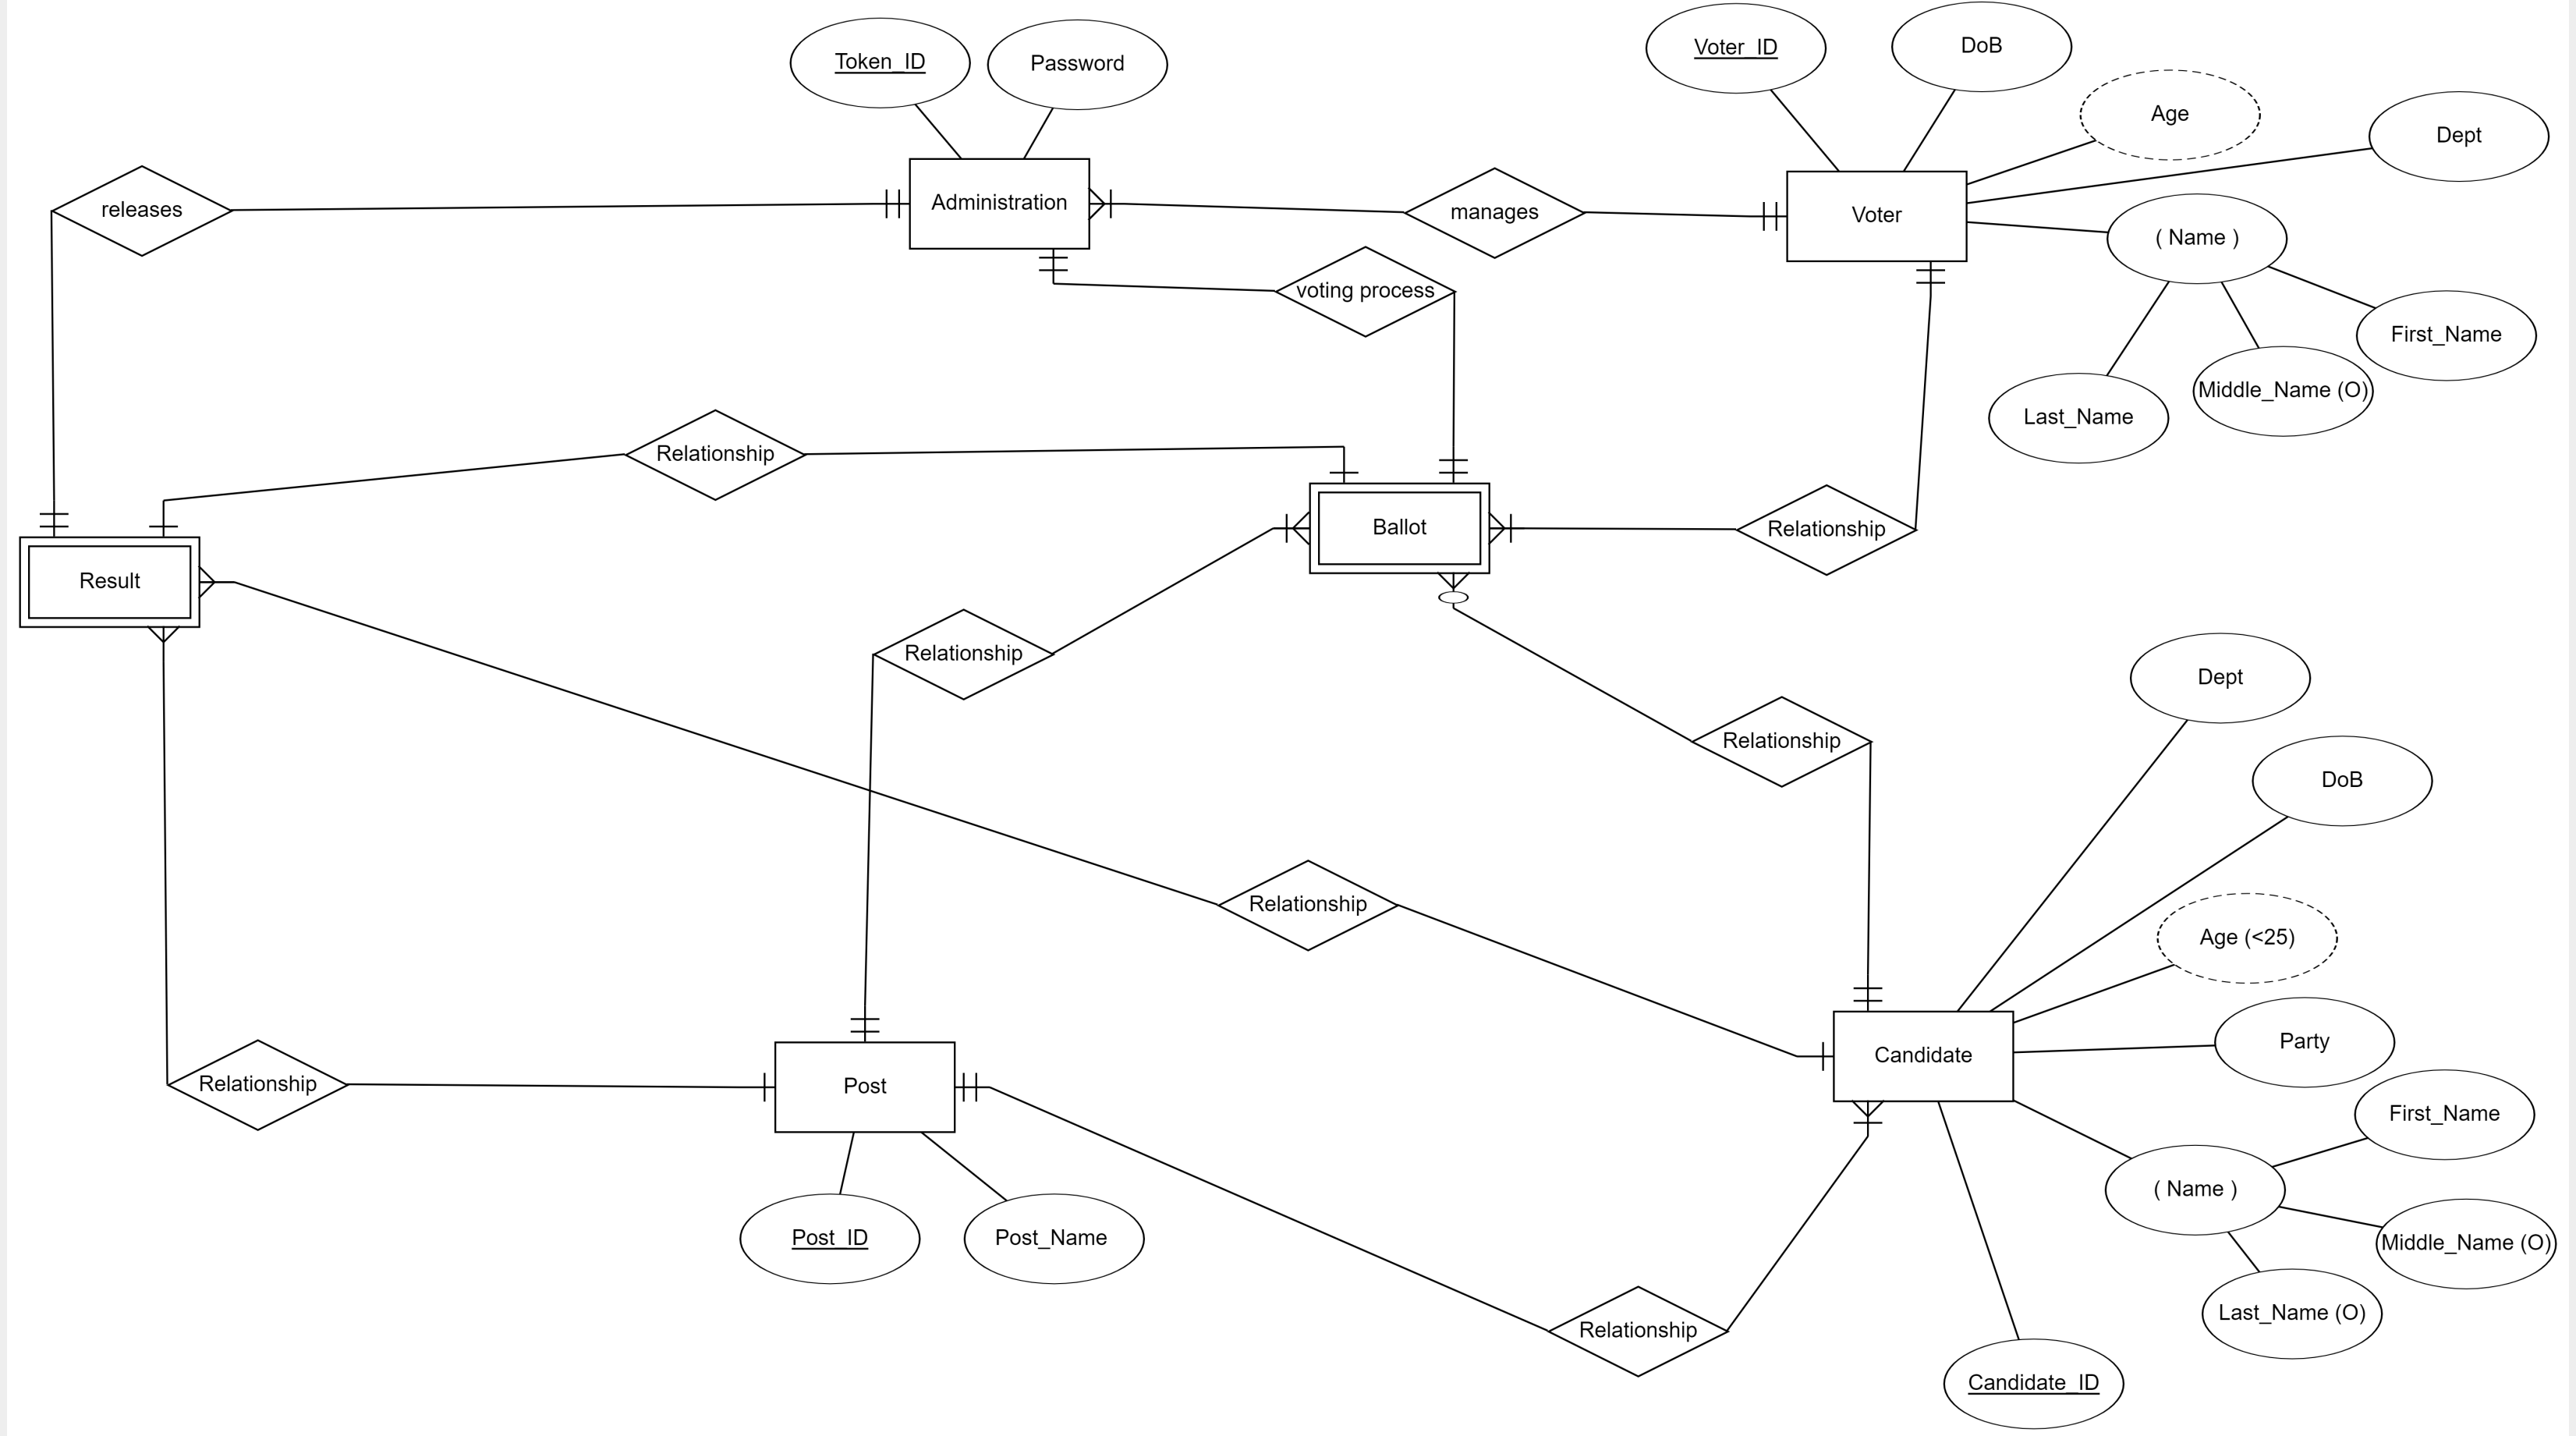 Token_ID
Password
Voter_ID
DoB
Age
Dept
releases
Administration
manages
Voter
( Name )
voting process
First_Name
Middle_Name (O)
Last_Name
Relationship
Ballot
Relationship
Result
Relationship
Dept
Relationship
DoB
Relationship
Age (<25)
Party
Candidate
Relationship
Post
First_Name
( Name )
Post_ID
Post_Name
Middle_Name (O)
Last_Name (O)
Relationship
Candidate_ID